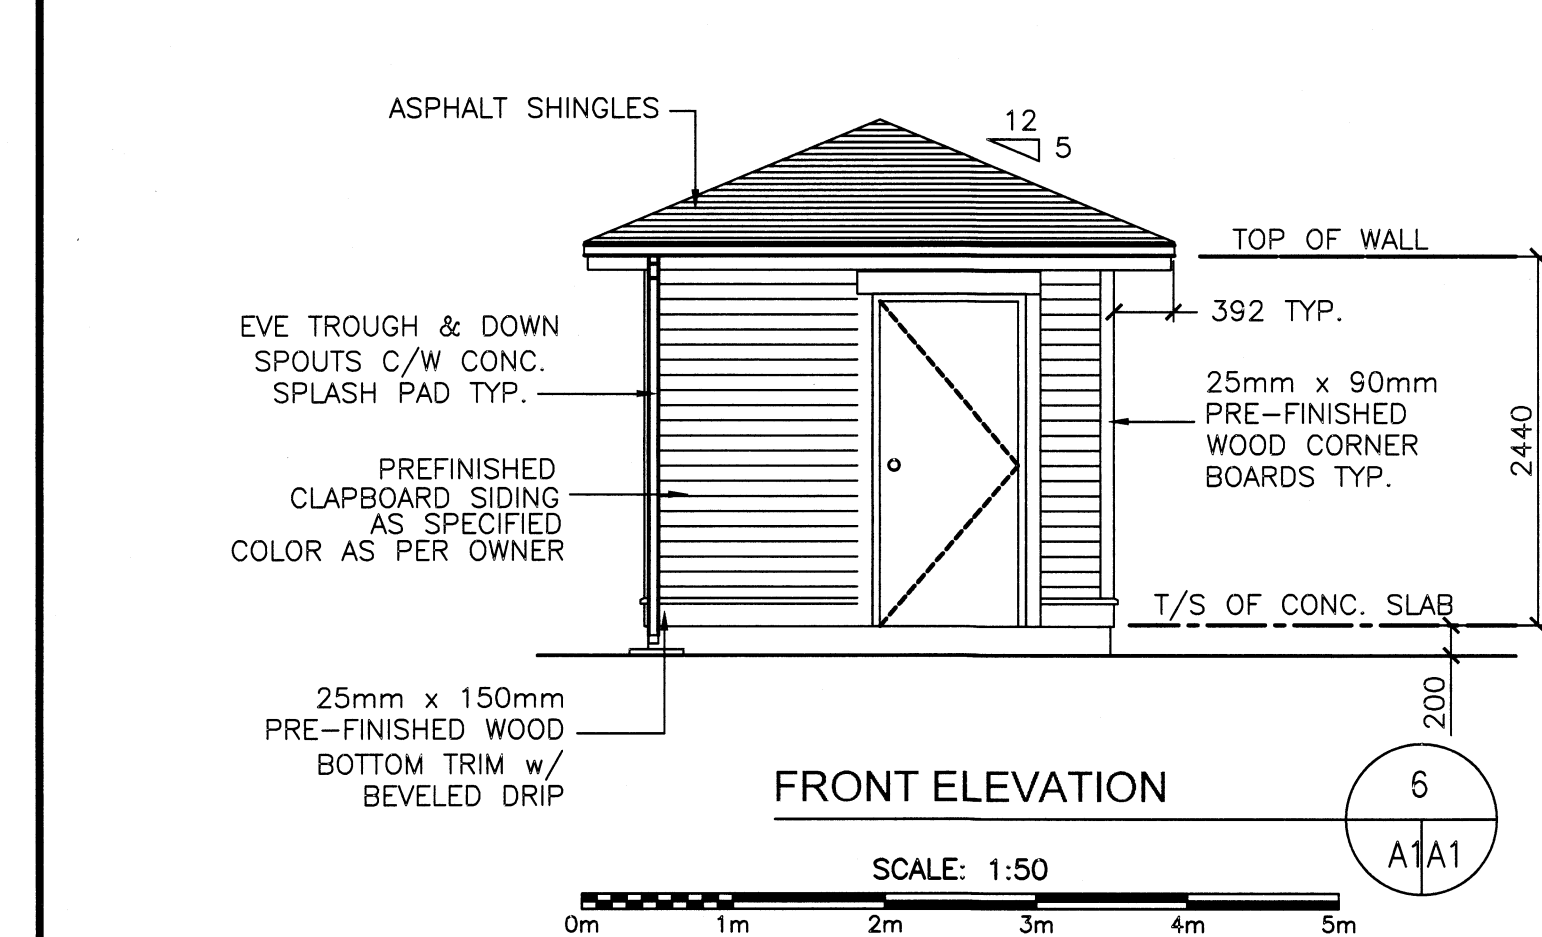 ASPHALT SHINGLES
12
5
TOP OF WALL
392 TYP.
EVE TROUGH & DOWN
SPOUTS C/W CONC.
SPLASH PAD TYP.
25mm x 90mm
PRE-FINISHED
WOOD CORNER
BOARDS TYP.
2440
PREFINISHED
CLAPBOARD SIDING
AS SPECIFIED
COLOR AS PER OWNER
T/S OF CONC. SLAB
200
25mm x 150mm
PRE-FINISHED WOOD
BOTTOM TRIM w/
BEVELED DRIP
FRONT ELEVATION
6
A1 A1
SCALE: 1:50
0m 1m 2m 3m 4m 5m